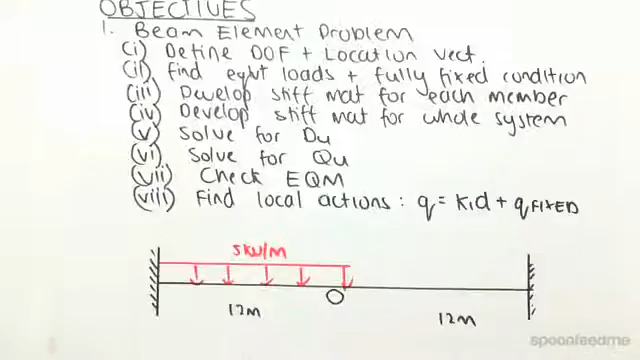 OBJECTIVES
1. Beam Element Problem
(i) Define DOF + Location vect.
(ii) find eqvt loads + fully fixed condition
(iii) Develop stiff mat for each member
(iv) Develop stiff mat for whole system
(v) Solve for Du
(vi) Solve for Qu
(vii) Check EQM
(viii) Find local actions : q = Kid + qFIXED
5KN/M
12M
12M
spoonfeedme